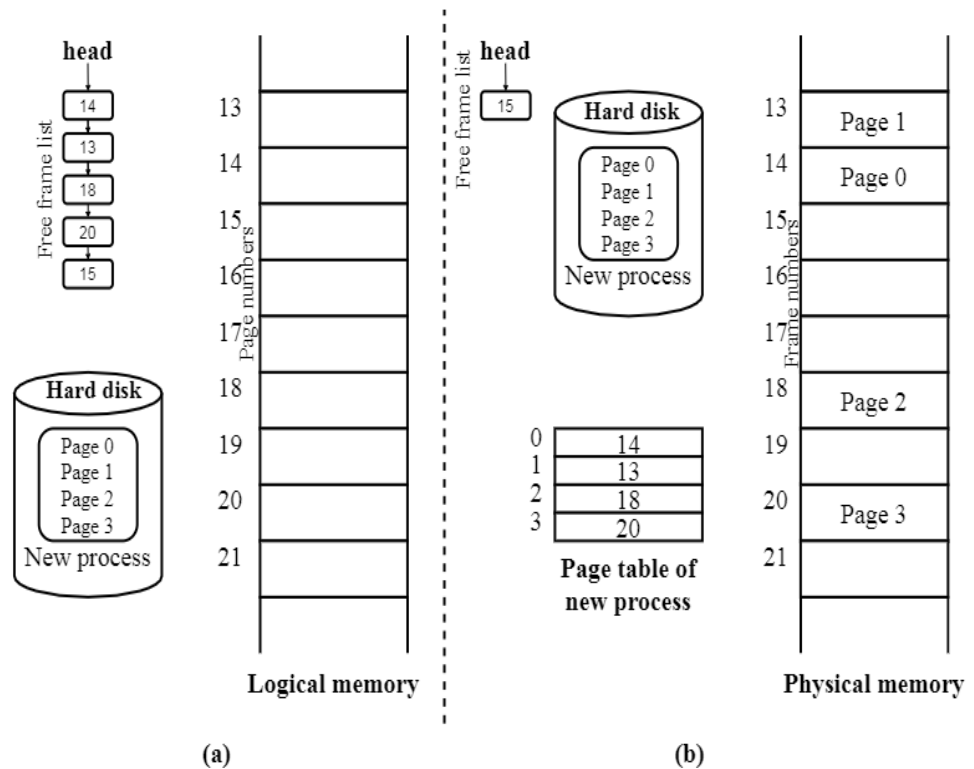 head
14
13
18
20
15
Free frame list
Hard disk
Page 0
Page 1
Page 2
Page 3
New process
13
14
15
16
17
18
19
20
21
Page numbers
Logical memory
(a)
head
15
Free frame list
Hard disk
Page 0
Page 1
Page 2
Page 3
New process
0 14
1 13
2 18
3 20
Page table of
new process
13 Page 1
14 Page 0
15
16
17
18 Page 2
19
20 Page 3
21
Frame numbers
Physical memory
(b)